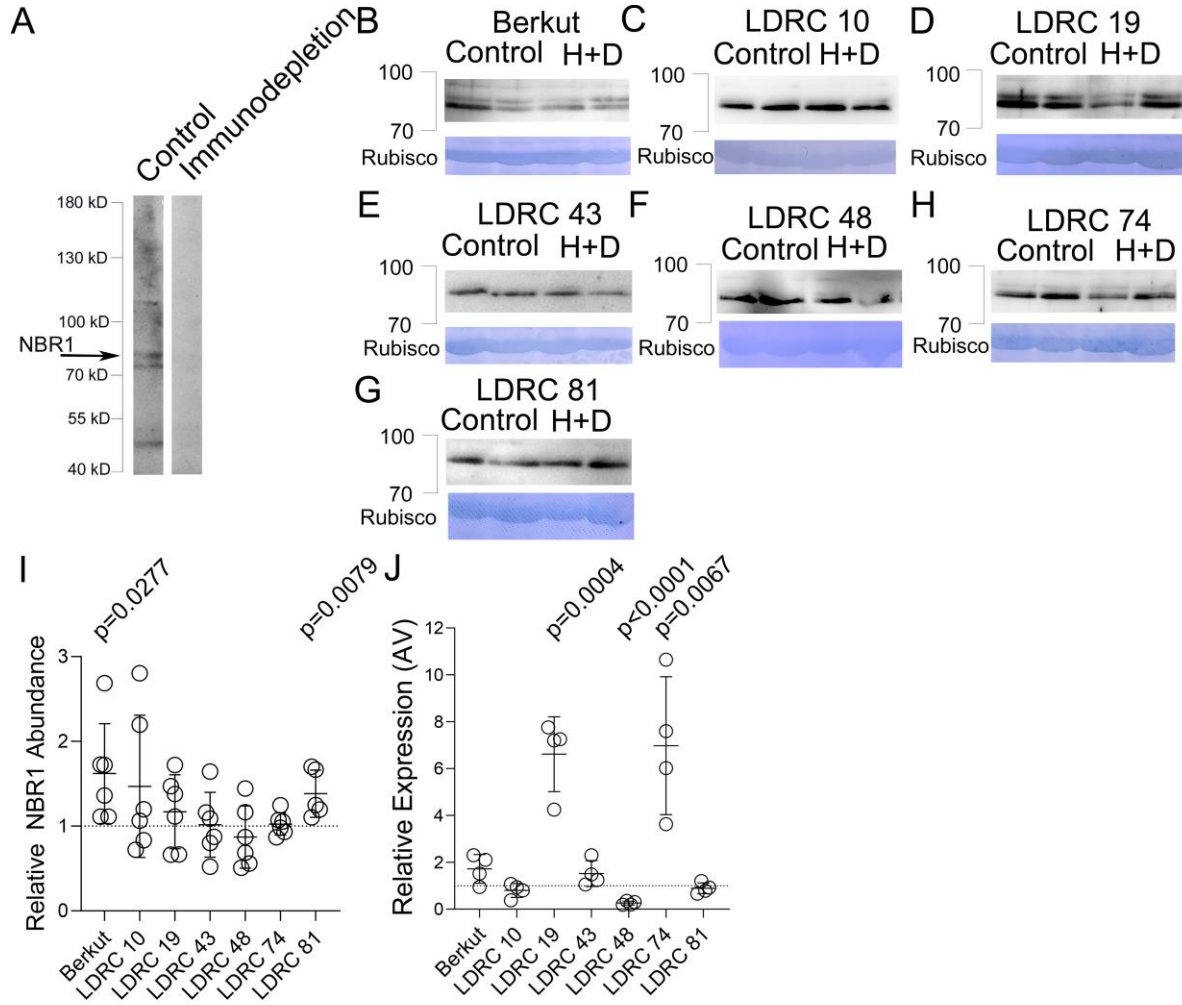 A
Control
Immunodepletion
180 kD
130 kD
100 kD
NBR1
70 kD
55 kD
40 kD
B
Berkut
Control H+D
100
70
Rubisco
C
LDRC 10
Control H+D
100
70
Rubisco
D
LDRC 19
Control H+D
100
70
Rubisco
E
LDRC 43
Control H+D
100
70
Rubisco
F
LDRC 48
Control H+D
100
70
Rubisco
H
LDRC 74
Control H+D
100
70
Rubisco
G
LDRC 81
Control H+D
100
70
Rubisco
I
p=0.0277
p=0.0079
Relative NBR1 Abundance
3
2
1
0
Berkut
LDRC 10
LDRC 19
LDRC 43
LDRC 48
LDRC 74
LDRC 81
J
p=0.0004
p<0.0001
p=0.0067
Relative Expression (AV)
12
10
8
6
4
2
0
Berkut
LDRC 10
LDRC 19
LDRC 43
LDRC 48
LDRC 74
LDRC 81